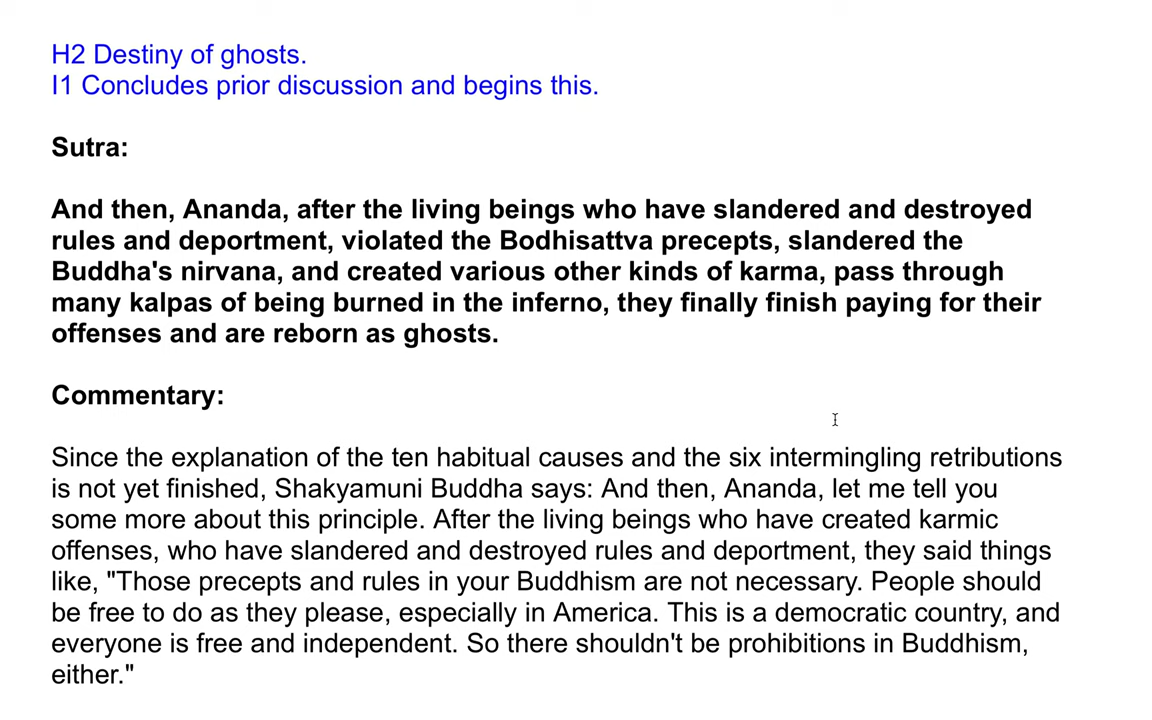 H2 Destiny of ghosts.
I1 Concludes prior discussion and begins this.
Sutra:
And then, Ananda, after the living beings who have slandered and destroyed
rules and deportment, violated the Bodhisattva precepts, slandered the
Buddha's nirvana, and created various other kinds of karma, pass through
many kalpas of being burned in the inferno, they finally finish paying for their
offenses and are reborn as ghosts.
Commentary:
Since the explanation of the ten habitual causes and the six intermingling retributions
is not yet finished, Shakyamuni Buddha says: And then, Ananda, let me tell you
some more about this principle. After the living beings who have created karmic
offenses, who have slandered and destroyed rules and deportment, they said things
like, "Those precepts and rules in your Buddhism are not necessary. People should
be free to do as they please, especially in America. This is a democratic country, and
everyone is free and independent. So there shouldn't be prohibitions in Buddhism,
either."